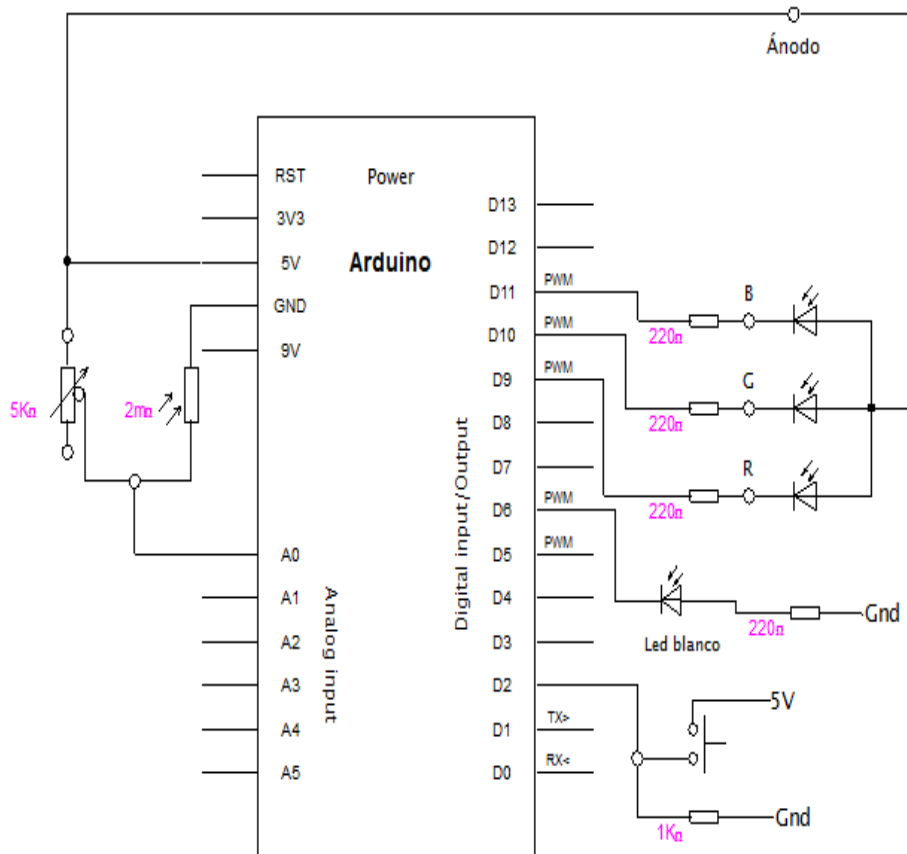 Ánodo
RST
Power
3V3
D13
5V
Arduino
D12
GND
D11
PWM
B
220Ω
9V
D10
PWM
G
220Ω
D9
PWM
R
220Ω
5KΩ
2mΩ
D8
D7
D6
PWM
D5
PWM
Led blanco
220Ω
Gnd
A0
A1
A2
A3
A4
A5
Analog input
Digital input/Output
D4
D3
D2
D1
TX>
D0
RX<
5V
1KΩ
Gnd